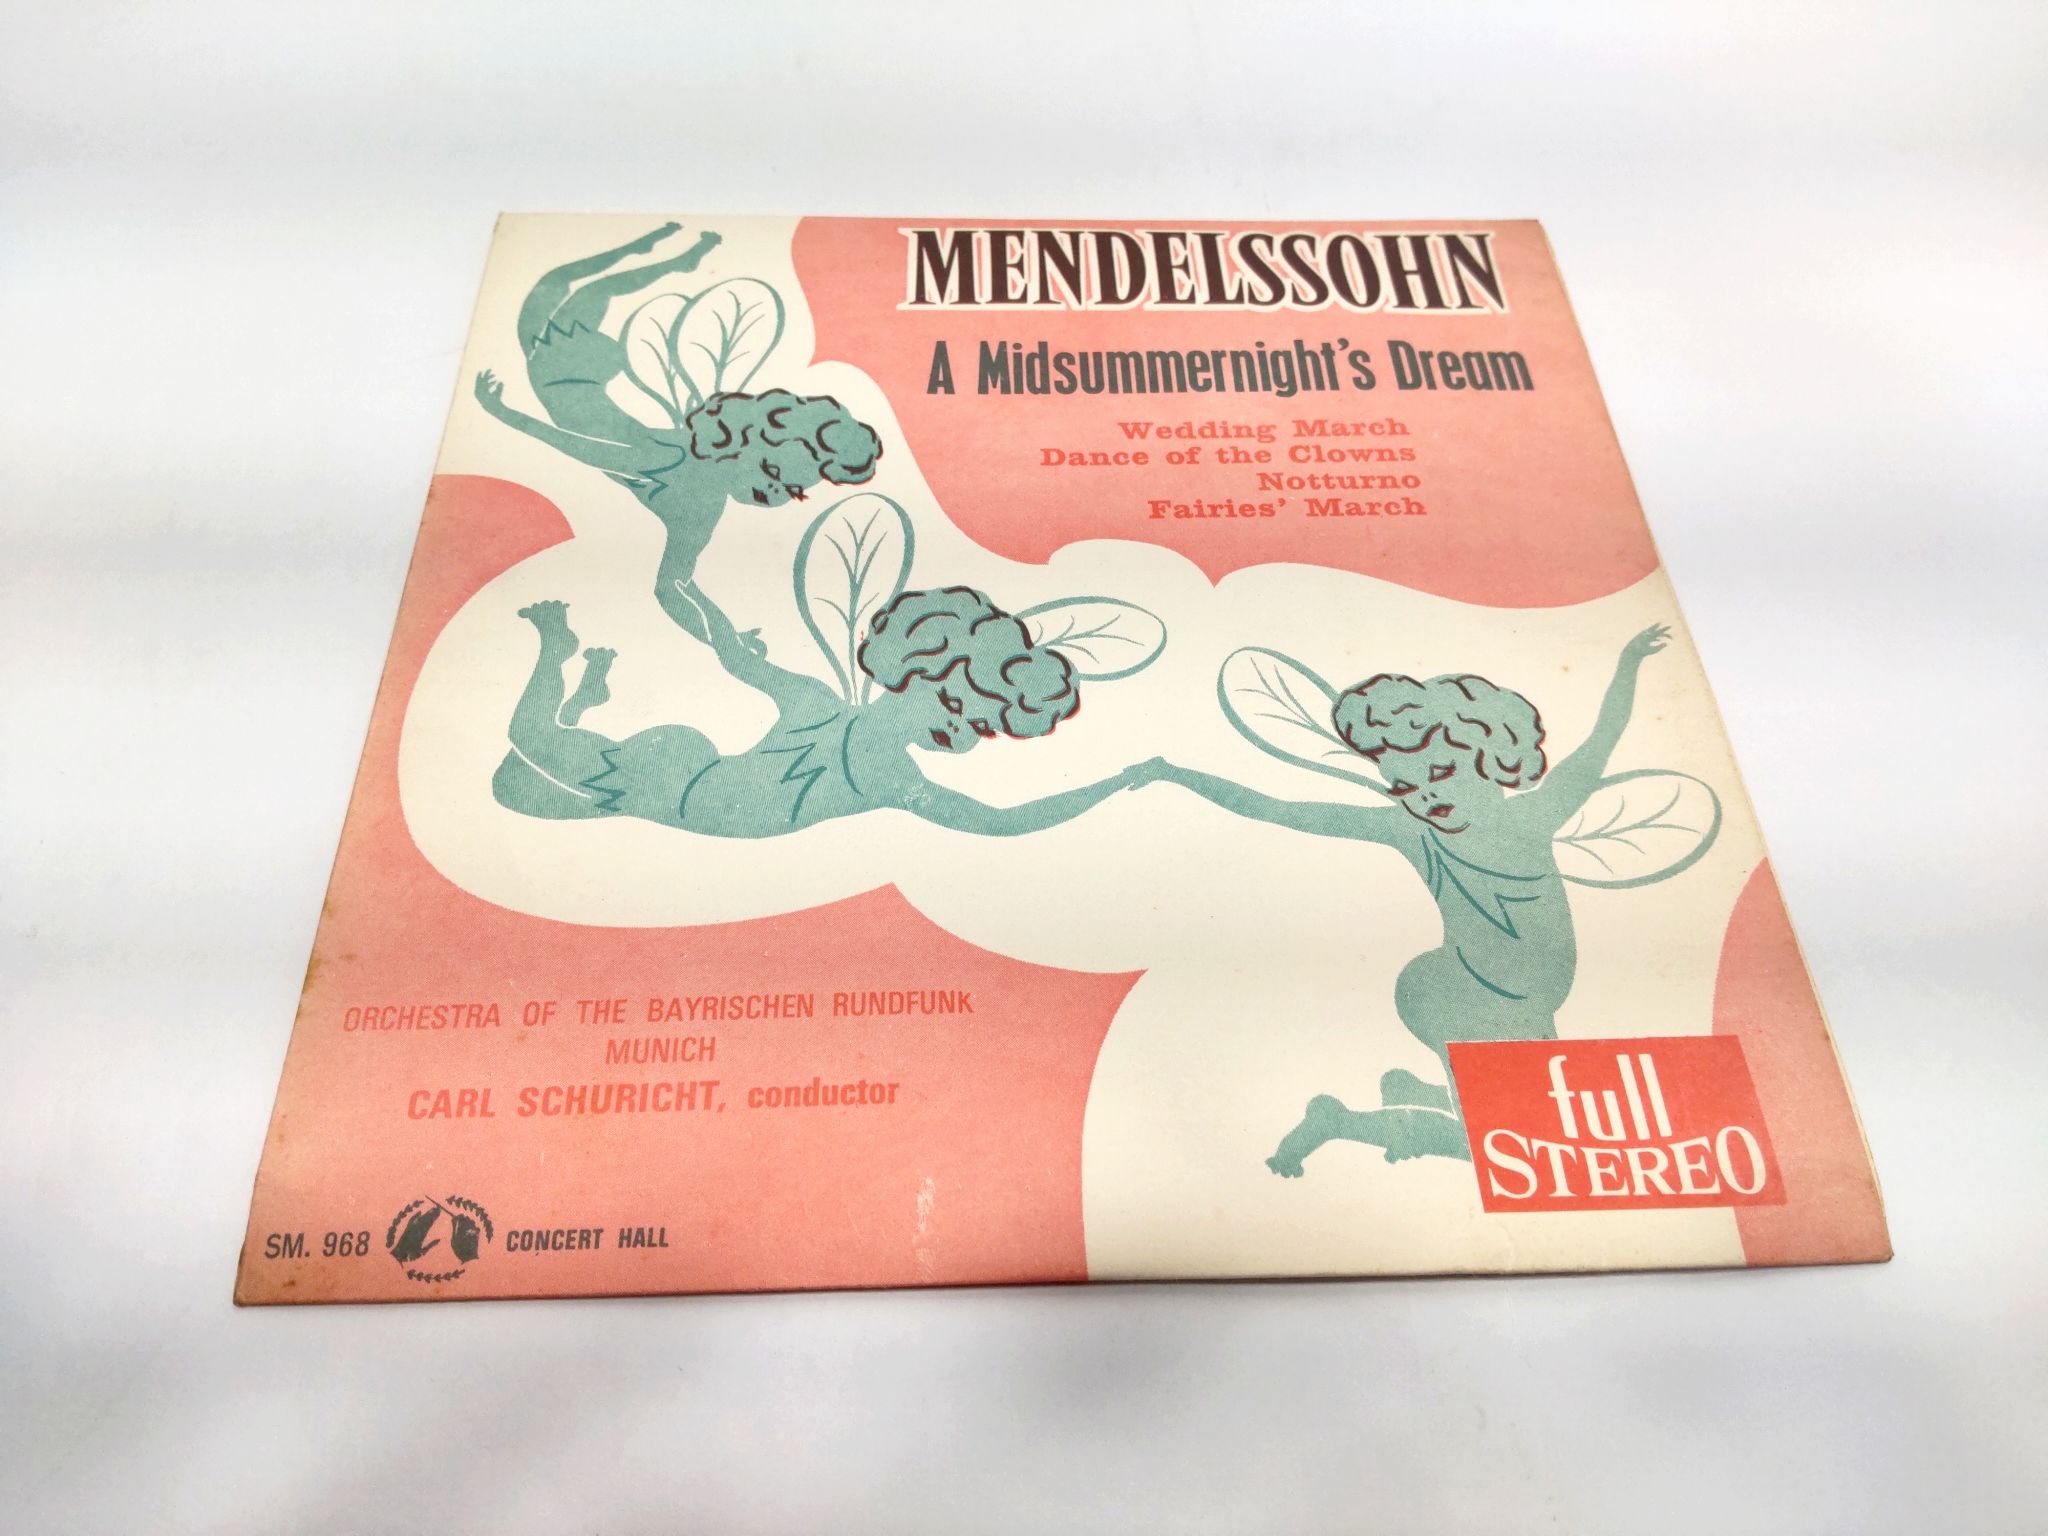 MENDELSSOHN
A Midsummernight's Dream
Wedding March
Dance of the Clowns
Notturno
Fairies' March
ORCHESTRA OF THE BAYRISCHEN RUNDFUNK
MUNICH
CARL SCHURICHT, conductor
SM. 968 CONCERT HALL
full
STEREO